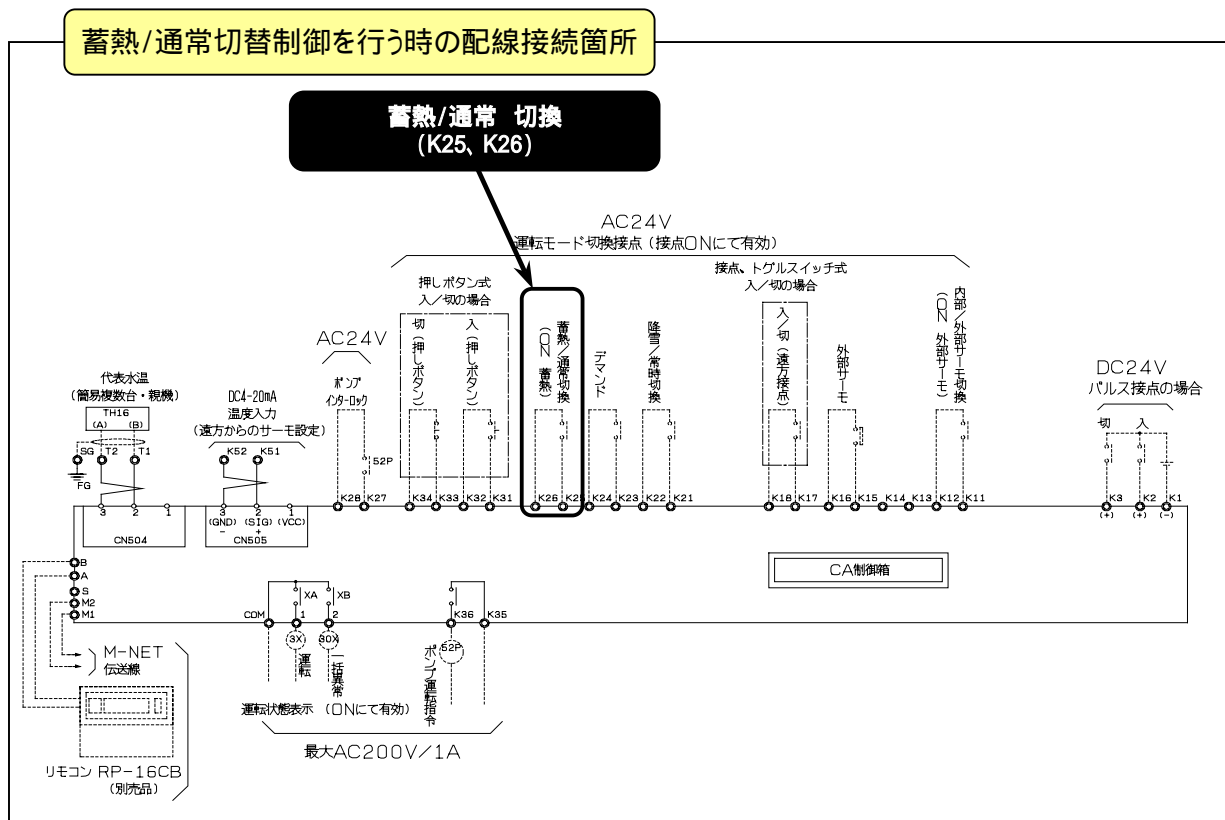 蓄熱/通常切替制御を行う時の配線接続箇所
蓄熱/通常 切換
(K25、K26)
AC24V
運転モード切換接点(接点ONにて有効)
押しボタン式
入/切の場合
接点、トグルスイッチ式
入/切の場合
切(押しボタン)
入(押しボタン)
蓄熱/通常切換
(ON 蓄熱)
デマンド
降雪/常時切換
入/切(遠方接点)
外部サーモ
内部/外部サーモ切換
(ON 外部サーモ)
AC24V
ポンプ
インターロック
52P
DC24V
パルス接点の場合
切 入
代表水温
(簡易複数台・親機)
TH16
(A) (B)
SG T2 T1
FG
DC4-20mA
温度入力
(遠方からのサーモ設定)
K52 K51
K28 K27 K34 K33 K32 K31 K26 K25 K24 K23 K22 K21 K18 K17 K16 K15 K14 K13 K12 K11 K3 K2 K1
(+) (+) (-)
3 2 1
CN504
3 2 1
(GND) (SIG) (VCC)
- +
CN505
CA制御箱
B
A
S
M2
M1
COM 1 2 K36 K35
XA XB
3X 30X 52P
運転
一括異常
ポンプ運転指令
運転状態表示 (ONにて有効)
最大AC200V/1A
M-NET
伝送線
リモコン RP-16CB
(別売品)